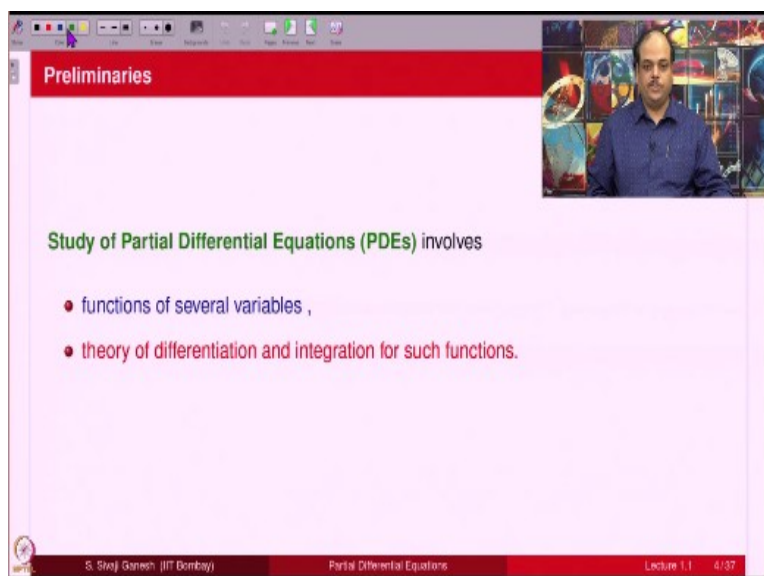 Preliminaries
Study of Partial Differential Equations (PDEs) involves
functions of several variables ,
theory of differentiation and integration for such functions.
S. Sivaji Ganesh (IIT Bombay) Partial Differential Equations Lecture 1.1 4/37